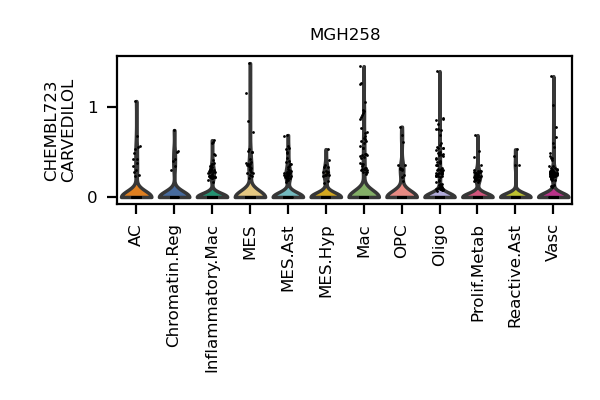 MGH258
CHEMBL723
CARVEDILOL
1
0
AC
Chromatin.Reg
Inflammatory.Mac
MES
MES.Ast
MES.Hyp
Mac
OPC
Oligo
Prolif.Metab
Reactive.Ast
Vasc